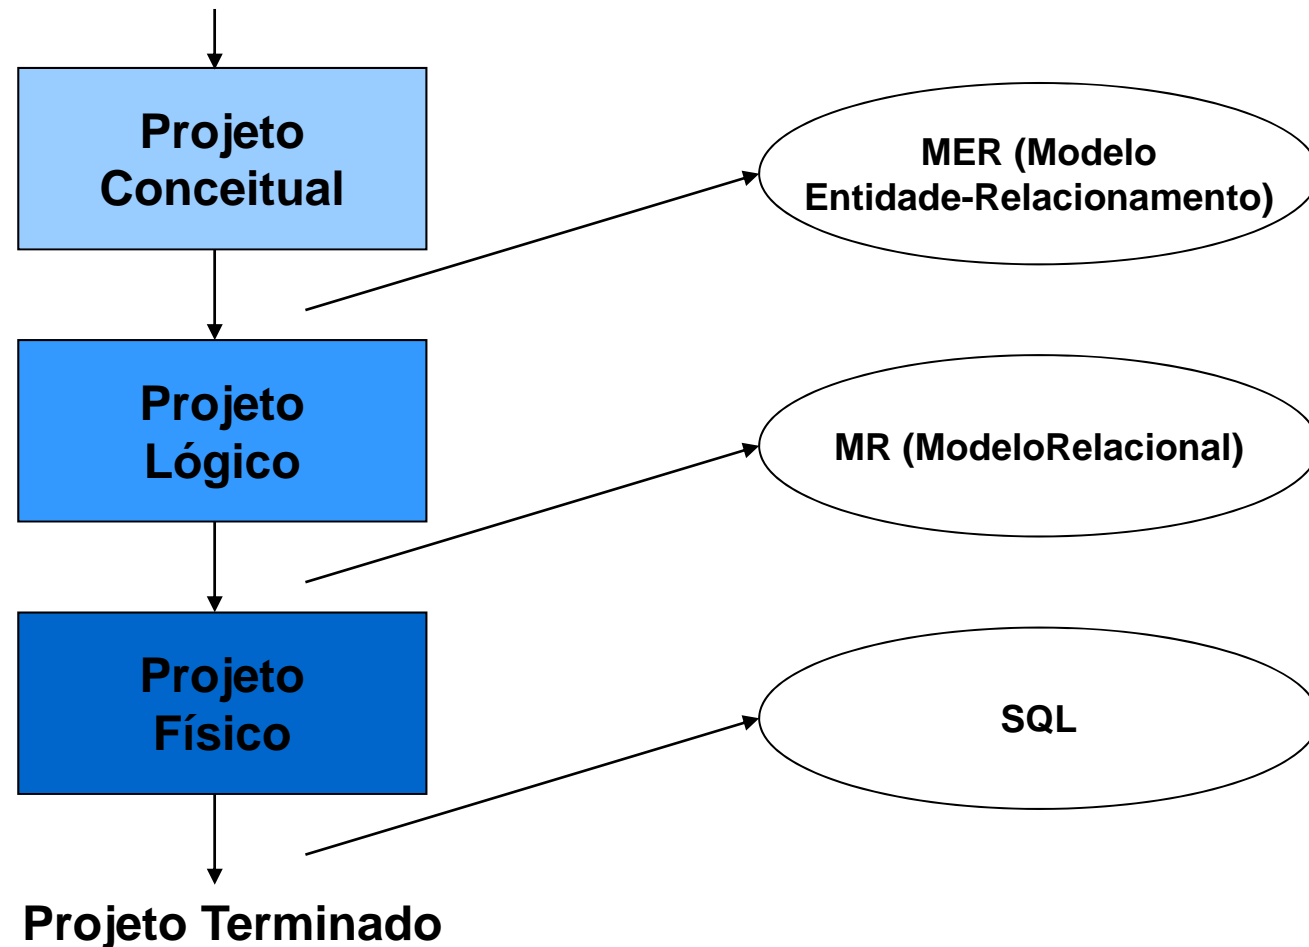 Projeto
Conceitual
MER (Modelo
Entidade-Relacionamento)
Projeto
Lógico
MR (ModeloRelacional)
Projeto
Físico
SQL
Projeto Terminado